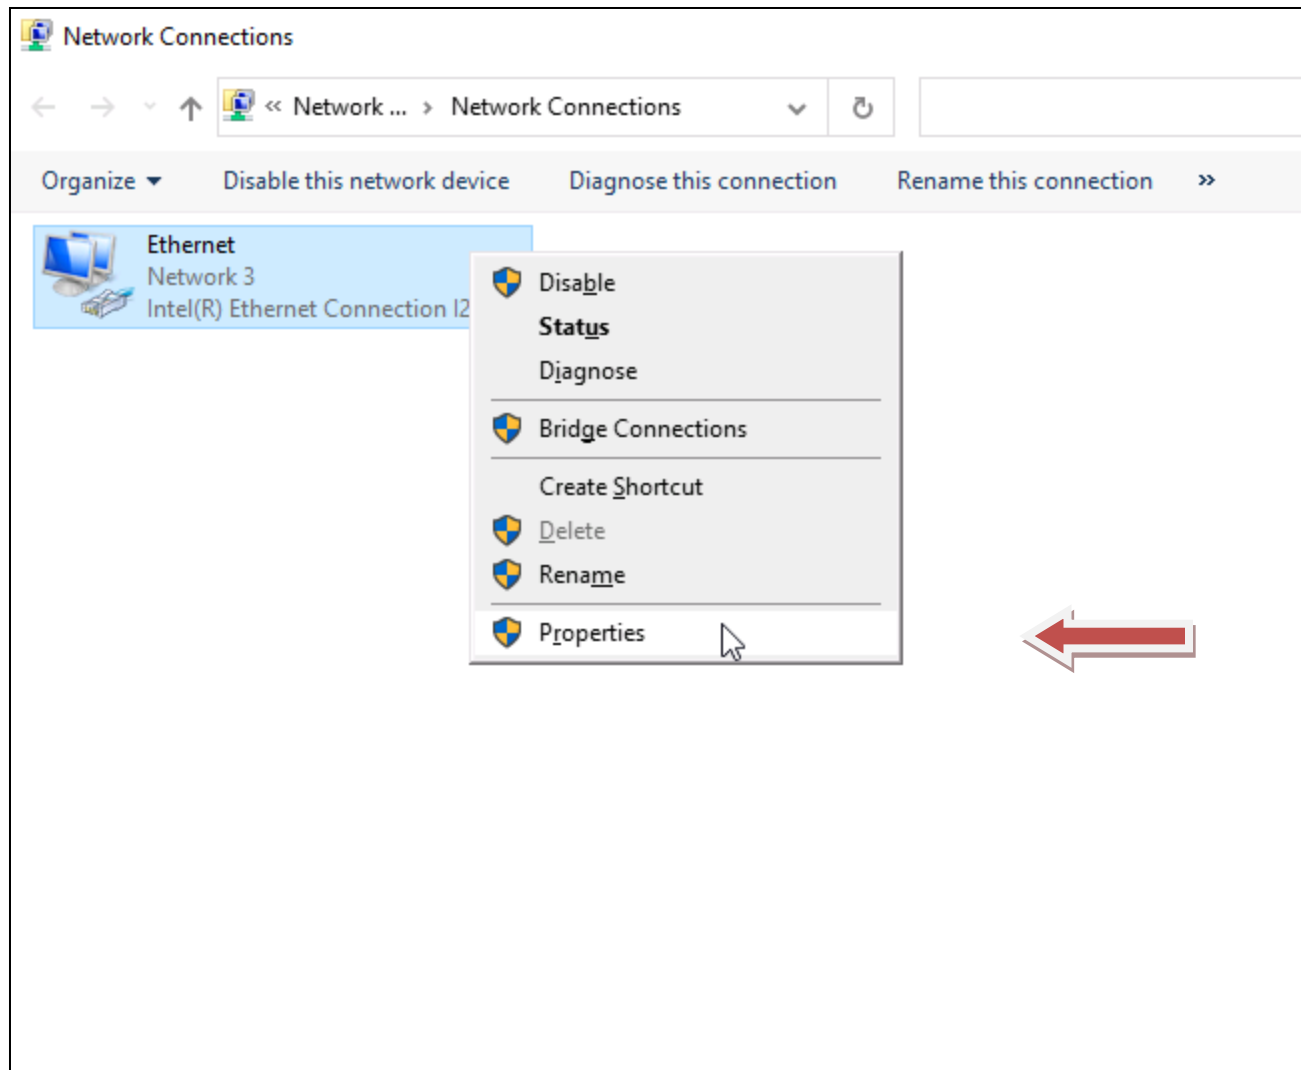 Network Connections
« Network ... › Network Connections
Organize Disable this network device Diagnose this connection Rename this connection »
Ethernet
Network 3
Intel(R) Ethernet Connection I2
Disable
Status
Diagnose
Bridge Connections
Create Shortcut
Delete
Rename
Properties